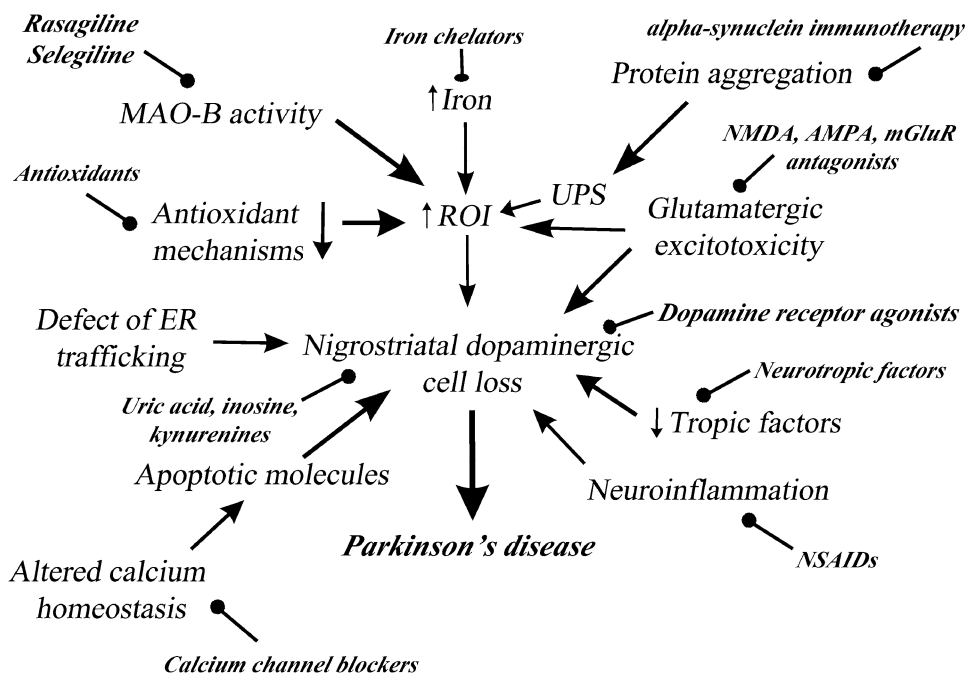 Rasagiline
Selegiline
MAO-B activity
Iron chelators
↑Iron
alpha-synuclein immunotherapy
Protein aggregation
NMDA, AMPA, mGluR
antagonists
Antioxidants
Antioxidant
mechanisms ↓
↑ROI
UPS
Glutamatergic
excitotoxicity
Defect of ER
trafficking
Nigrostriatal dopaminergic
cell loss
Dopamine receptor agonists
Uric acid, inosine,
kynurenines
Neurotropic factors
↓Tropic factors
Apoptotic molecules
Neuroinflammation
NSAIDs
Parkinson's disease
Altered calcium
homeostasis
Calcium channel blockers